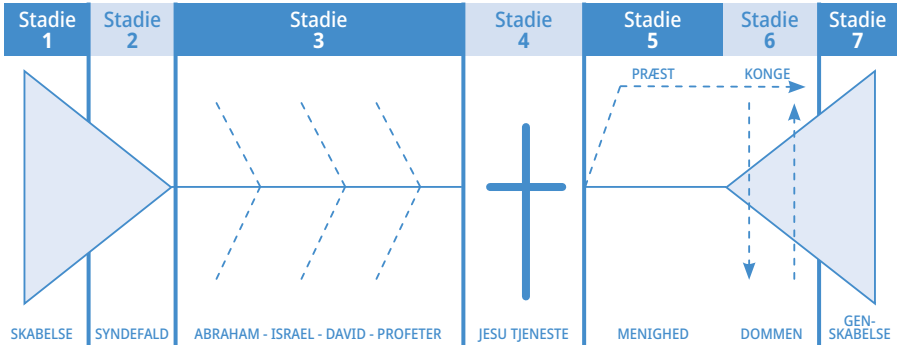 Stadie
1
Stadie
2
Stadie
3
Stadie
4
Stadie
5
Stadie
6
Stadie
7
PRÆST
KONGE
SKABELSE
SYNDEFALD
ABRAHAM - ISRAEL - DAVID - PROFETER
JESU TJENESTE
MENIGHED
DOMMEN
GEN-
SKABELSE